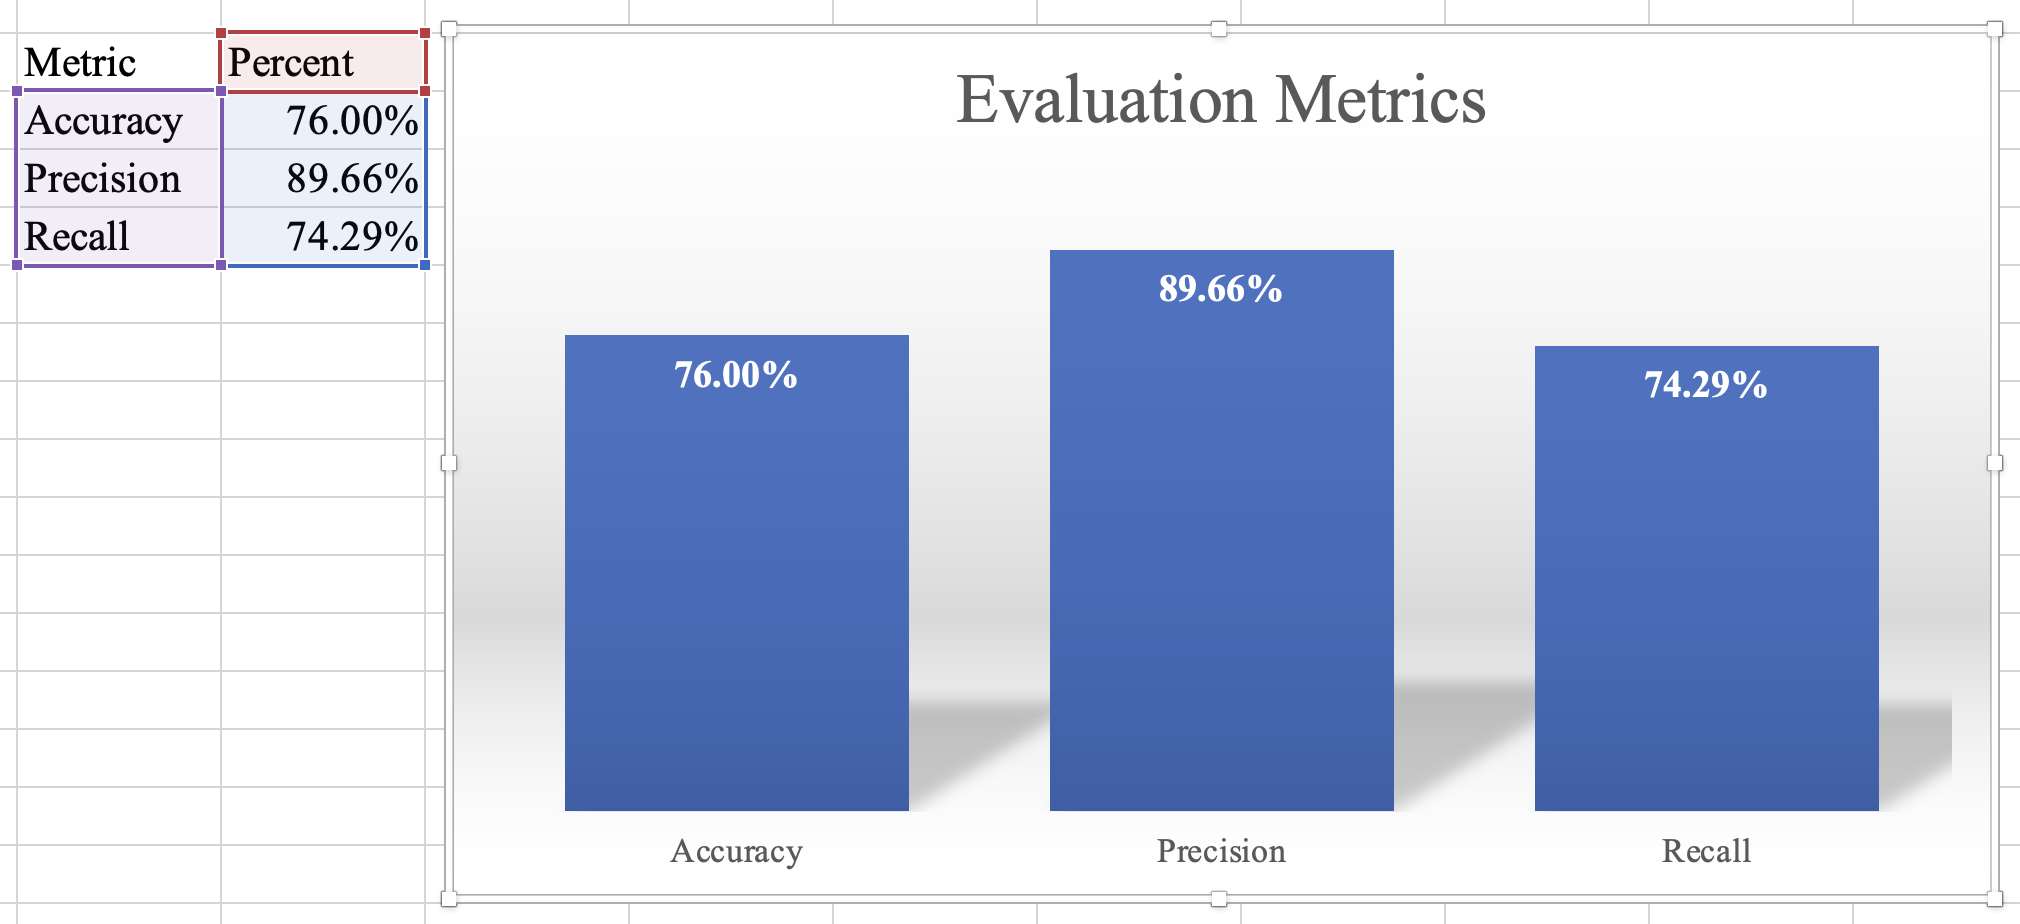 Metric Percent
Accuracy 76.00%
Precision 89.66%
Recall 74.29%
Evaluation Metrics
76.00%
89.66%
74.29%
Accuracy
Precision
Recall